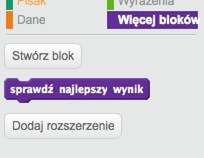 Pisak Wyrażenia
Dane Więcej bloków
Stwórz blok
sprawdź najlepszy wynik
Dodaj rozszerzenie